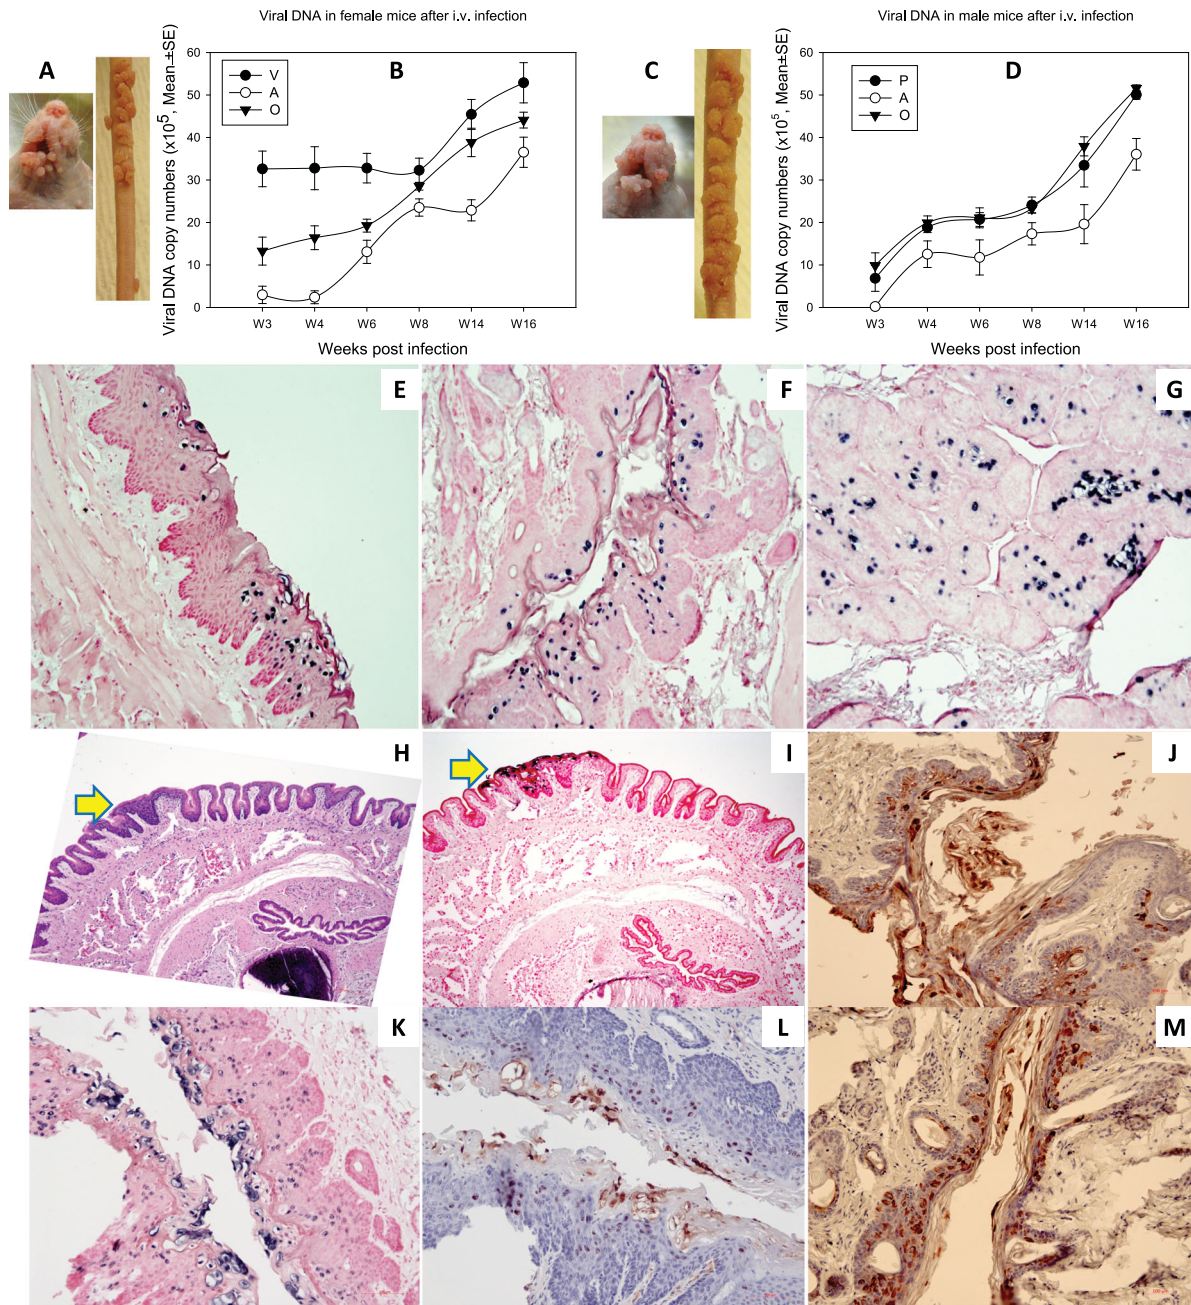 Viral DNA in female mice after i.v. infection
Viral DNA in male mice after i.v. infection
A
B
C
D
Viral DNA copy numbers (x10⁵, Mean±SE)
60
50
40
30
20
10
0
V
A
O
W3 W4 W6 W8 W14 W16
Weeks post infection
Viral DNA copy numbers (x10⁵, Mean±SE)
60
50
40
30
20
10
0
P
A
O
W3 W4 W6 W8 W14 W16
Weeks post infection
E
F
G
H
I
J
K
L
M